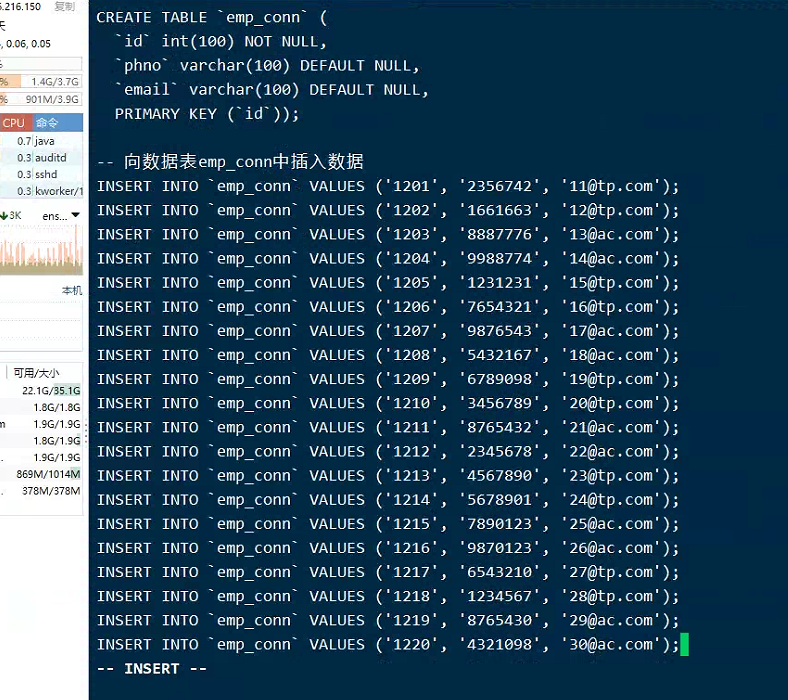 .216.150 复制
天
, 0.06, 0.05
%
% 1.4G/3.7G
% 901M/3.9G
CPU 命令
0.7 java
0.3 auditd
0.3 sshd
0.3 kworker/1
3K ens...
本机
可用/大小
22.1G/35.1G
1.8G/1.8G
m 1.9G/1.9G
1.8G/1.9G
. 1.9G/1.9G
. 869M/1014M
. 378M/378M
CREATE TABLE `emp_conn` (
`id` int(100) NOT NULL,
`phno` varchar(100) DEFAULT NULL,
`email` varchar(100) DEFAULT NULL,
PRIMARY KEY (`id`));
-- 向数据表emp_conn中插入数据
INSERT INTO `emp_conn` VALUES ('1201', '2356742', '11@tp.com');
INSERT INTO `emp_conn` VALUES ('1202', '1661663', '12@tp.com');
INSERT INTO `emp_conn` VALUES ('1203', '8887776', '13@ac.com');
INSERT INTO `emp_conn` VALUES ('1204', '9988774', '14@ac.com');
INSERT INTO `emp_conn` VALUES ('1205', '1231231', '15@tp.com');
INSERT INTO `emp_conn` VALUES ('1206', '7654321', '16@tp.com');
INSERT INTO `emp_conn` VALUES ('1207', '9876543', '17@ac.com');
INSERT INTO `emp_conn` VALUES ('1208', '5432167', '18@ac.com');
INSERT INTO `emp_conn` VALUES ('1209', '6789098', '19@tp.com');
INSERT INTO `emp_conn` VALUES ('1210', '3456789', '20@tp.com');
INSERT INTO `emp_conn` VALUES ('1211', '8765432', '21@ac.com');
INSERT INTO `emp_conn` VALUES ('1212', '2345678', '22@ac.com');
INSERT INTO `emp_conn` VALUES ('1213', '4567890', '23@tp.com');
INSERT INTO `emp_conn` VALUES ('1214', '5678901', '24@tp.com');
INSERT INTO `emp_conn` VALUES ('1215', '7890123', '25@ac.com');
INSERT INTO `emp_conn` VALUES ('1216', '9870123', '26@ac.com');
INSERT INTO `emp_conn` VALUES ('1217', '6543210', '27@tp.com');
INSERT INTO `emp_conn` VALUES ('1218', '1234567', '28@tp.com');
INSERT INTO `emp_conn` VALUES ('1219', '8765430', '29@ac.com');
INSERT INTO `emp_conn` VALUES ('1220', '4321098', '30@ac.com');
-- INSERT --